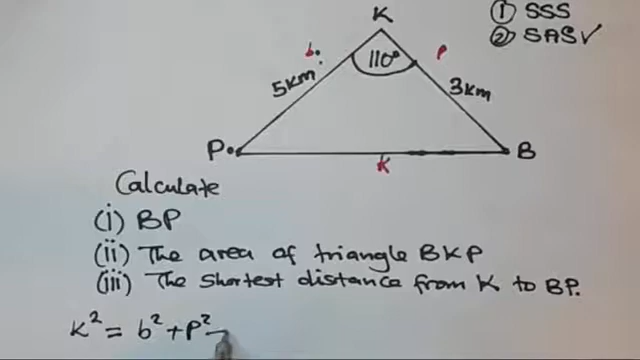 K
① SSS
② SAS✓
b
110°
p
5km
3km
P
B
K
Calculate
(i) BP
(ii) The area of triangle BKP
(iii) The shortest distance from K to BP.
K² = b² + P² -